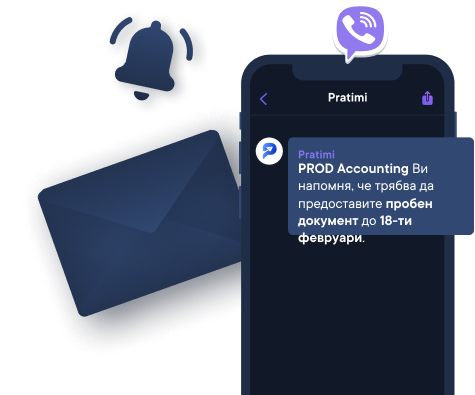 Pratimi
Pratimi
PROD Accounting Ви
напомня, че трябва да
предоставите пробен
документ до 18-ти
февруари.